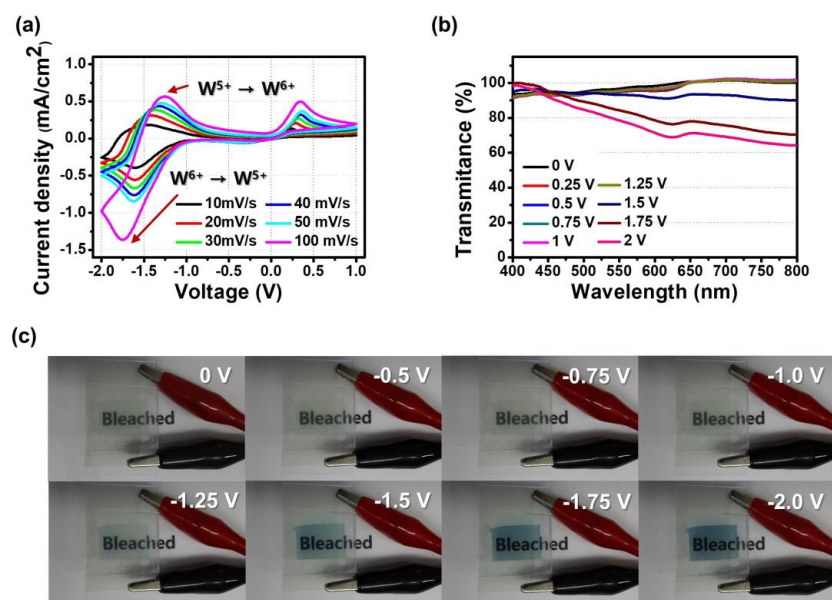 (a)
Current density (mA/cm²)
1.0
0.5
0.0
-0.5
-1.0
-1.5
W⁵⁺ → W⁶⁺
W⁶⁺ → W⁵⁺
10mV/s 40 mV/s
20mV/s 50 mV/s
30mV/s 100 mV/s
-2.0 -1.5 -1.0 -0.5 0.0 0.5 1.0
Voltage (V)
(b)
Transmitance (%)
120
100
80
60
40
20
0
0 V
0.25 V 1.25 V
0.5 V 1.5 V
0.75 V 1.75 V
1 V 2 V
400 450 500 550 600 650 700 750 800
Wavelength (nm)
(c)
0 V
Bleached
-0.5 V
Bleached
-0.75 V
Bleached
-1.0 V
Bleached
-1.25 V
Bleached
-1.5 V
Bleached
-1.75 V
Bleached
-2.0 V
Bleached